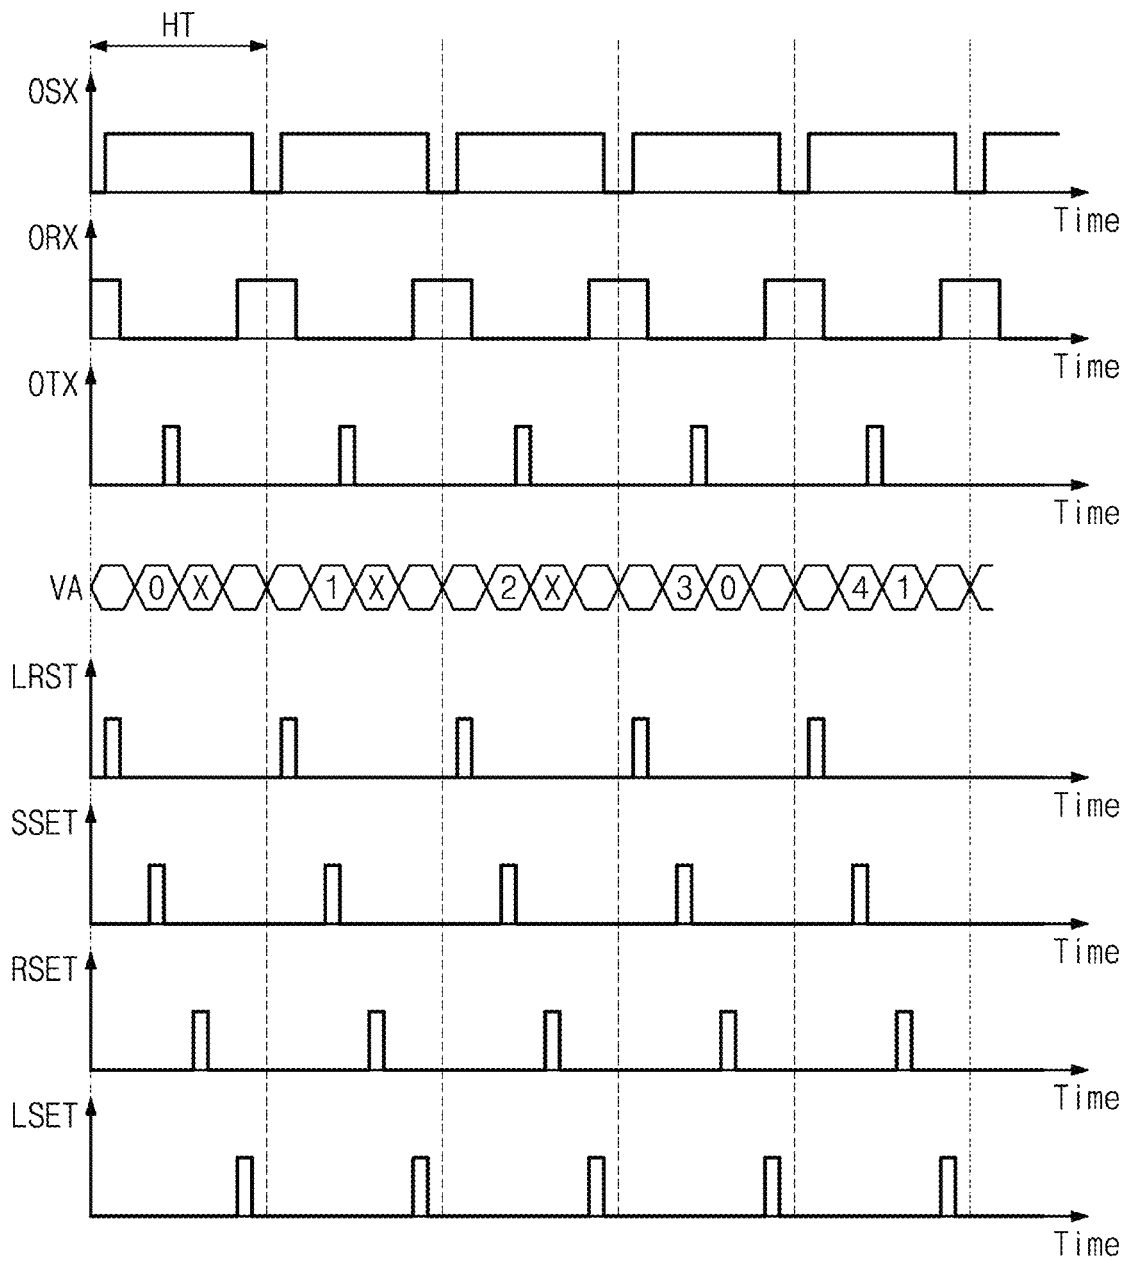 HT
OSX
Time
ORX
Time
OTX
Time
VA 0 X 1 X 2 X 3 0 4 1
LRST
Time
SSET
Time
RSET
Time
LSET
Time